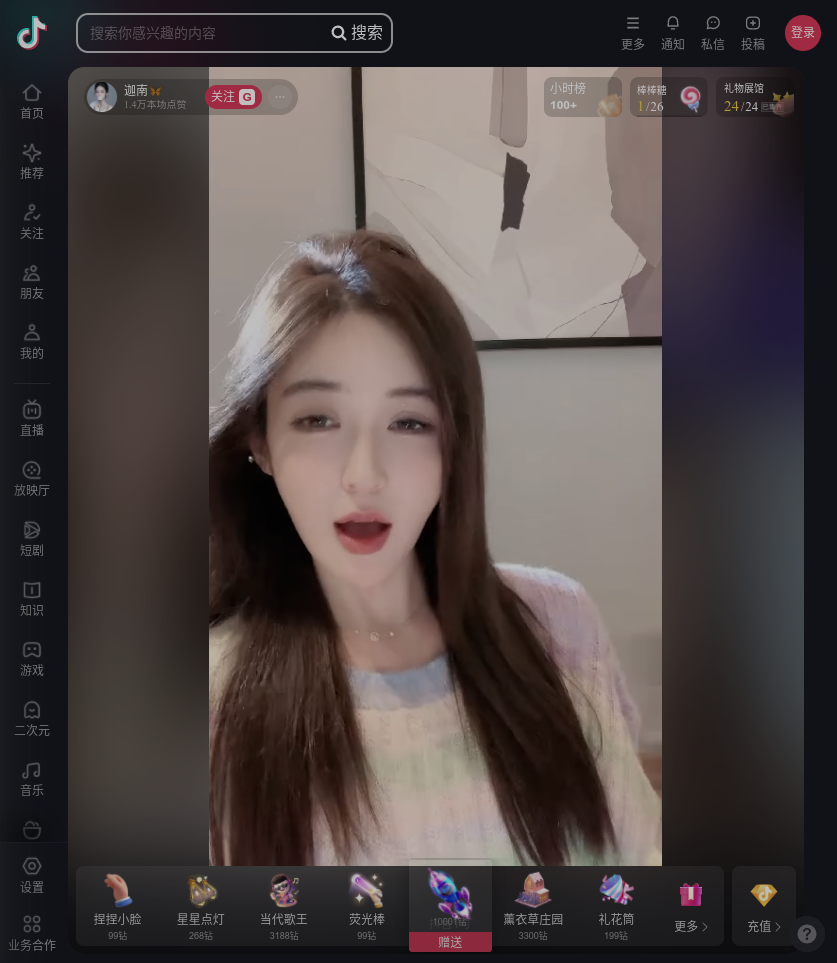 搜索你感兴趣的内容
搜索
更多
通知
私信
投稿
登录
首页
推荐
关注
朋友
我的
直播
放映厅
短剧
知识
游戏
二次元
音乐
设置
业务合作
迦南
1.4万本场点赞
关注 G
小时榜
100+
棒棒糖
1/26
礼物展馆
24/24
捏捏小脸
99钻
星星点灯
268钻
当代歌王
3188钻
荧光棒
99钻
赠送
薰衣草庄园
3300钻
礼花筒
199钻
更多
充值
?